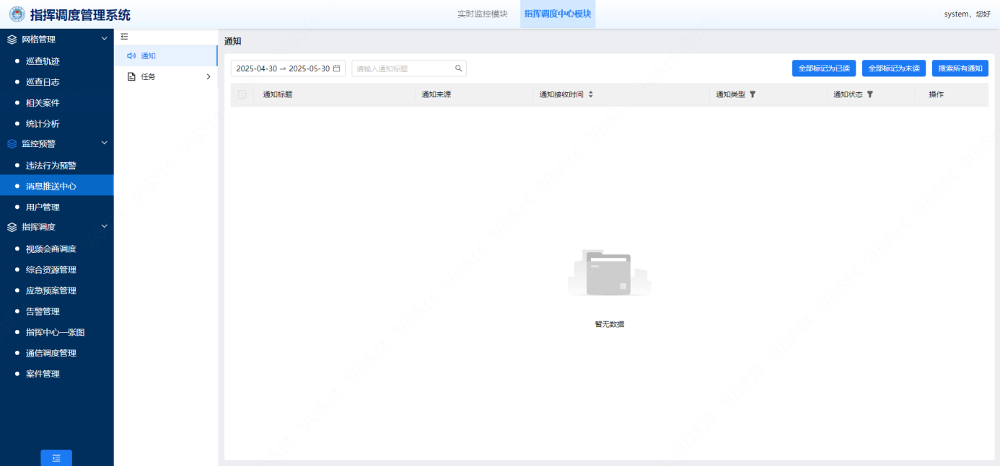 指挥调度管理系统
实时监控模块
指挥调度中心模块
system，您好
网格管理
巡查轨迹
巡查日志
相关案件
统计分析
监控预警
违法行为预警
消息推送中心
用户管理
指挥调度
视频会商调度
综合资源管理
应急预案管理
告警管理
指挥中心一张图
通信调度管理
案件管理
通知
任务
通知
2025-04-30 → 2025-05-30
请输入通知标题
全部标记为已读
全部标记为未读
搜索所有通知
通知标题
通知来源
通知接收时间
通知类型
通知状态
操作
暂无数据
303814